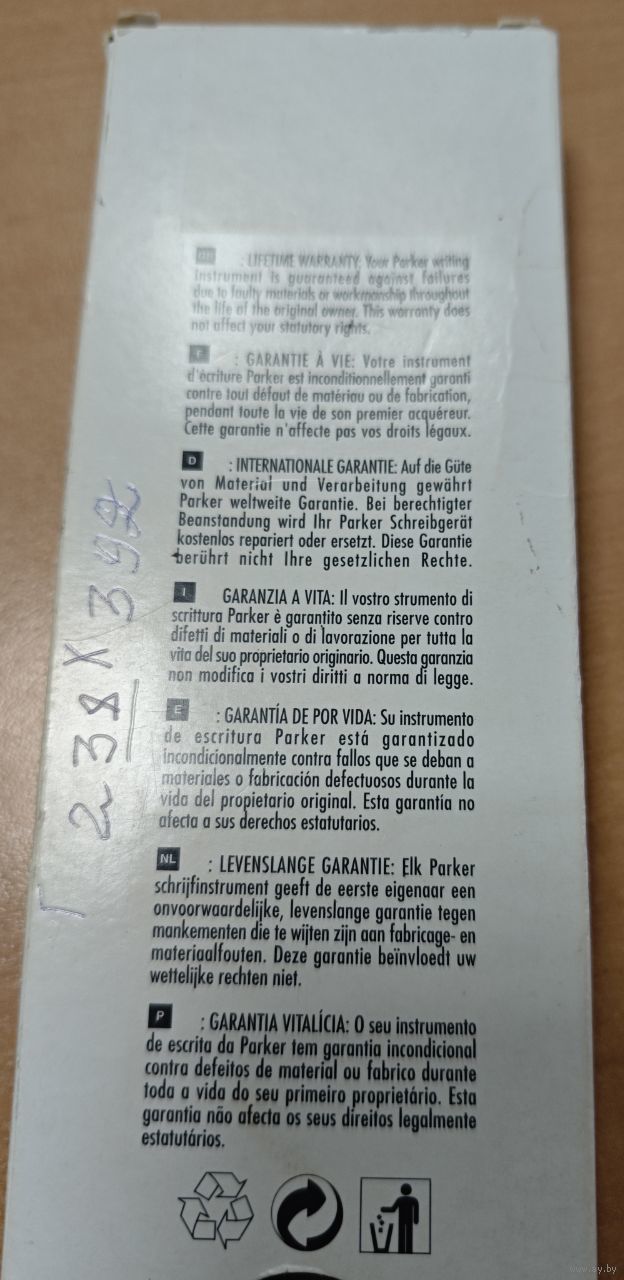 GB : LIFETIME WARRANTY: Your Parker writing
instrument is guaranteed against failures
due to faulty materials or workmanship throughout
the life of the original owner. This warranty does
not affect your statutory rights.
F : GARANTIE À VIE: Votre instrument
d'écriture Parker est inconditionnellement garanti
contre tout défaut de matériau ou de fabrication,
pendant toute la vie de son premier acquéreur.
Cette garantie n'affecte pas vos droits légaux.
D : INTERNATIONALE GARANTIE: Auf die Güte
von Material und Verarbeitung gewährt
Parker weltweite Garantie. Bei berechtigter
Beanstandung wird Ihr Parker Schreibgerät
kostenlos repariert oder ersetzt. Diese Garantie
berührt nicht Ihre gesetzlichen Rechte.
I GARANZIA A VITA: Il vostro strumento di
scrittura Parker è garantito senza riserve contro
difetti di materiali o di lavorazione per tutta la
vita del suo proprietario originario. Questa garanzia
non modifica i vostri diritti a norma di legge.
E : GARANTÍA DE POR VIDA: Su instrumento
de escritura Parker está garantizado
incondicionalmente contra fallos que se deban a
materiales o fabricación defectuosos durante la
vida del propietario original. Esta garantía no
afecta a sus derechos estatutarios.
NL : LEVENSLANGE GARANTIE: Elk Parker
schrijfinstrument geeft de eerste eigenaar een
onvoorwaardelijke, levenslange garantie tegen
mankementen die te wijten zijn aan fabricage- en
materiaalfouten. Deze garantie beïnvloedt uw
wettelijke rechten niet.
P : GARANTIA VITALÍCIA: O seu instrumento
de escrita da Parker tem garantia incondicional
contra defeitos de material ou fabrico durante
toda a vida do seu primeiro proprietário. Esta
garantia não afecta os seus direitos legalmente
estatutários.
238 X
www.ay.by